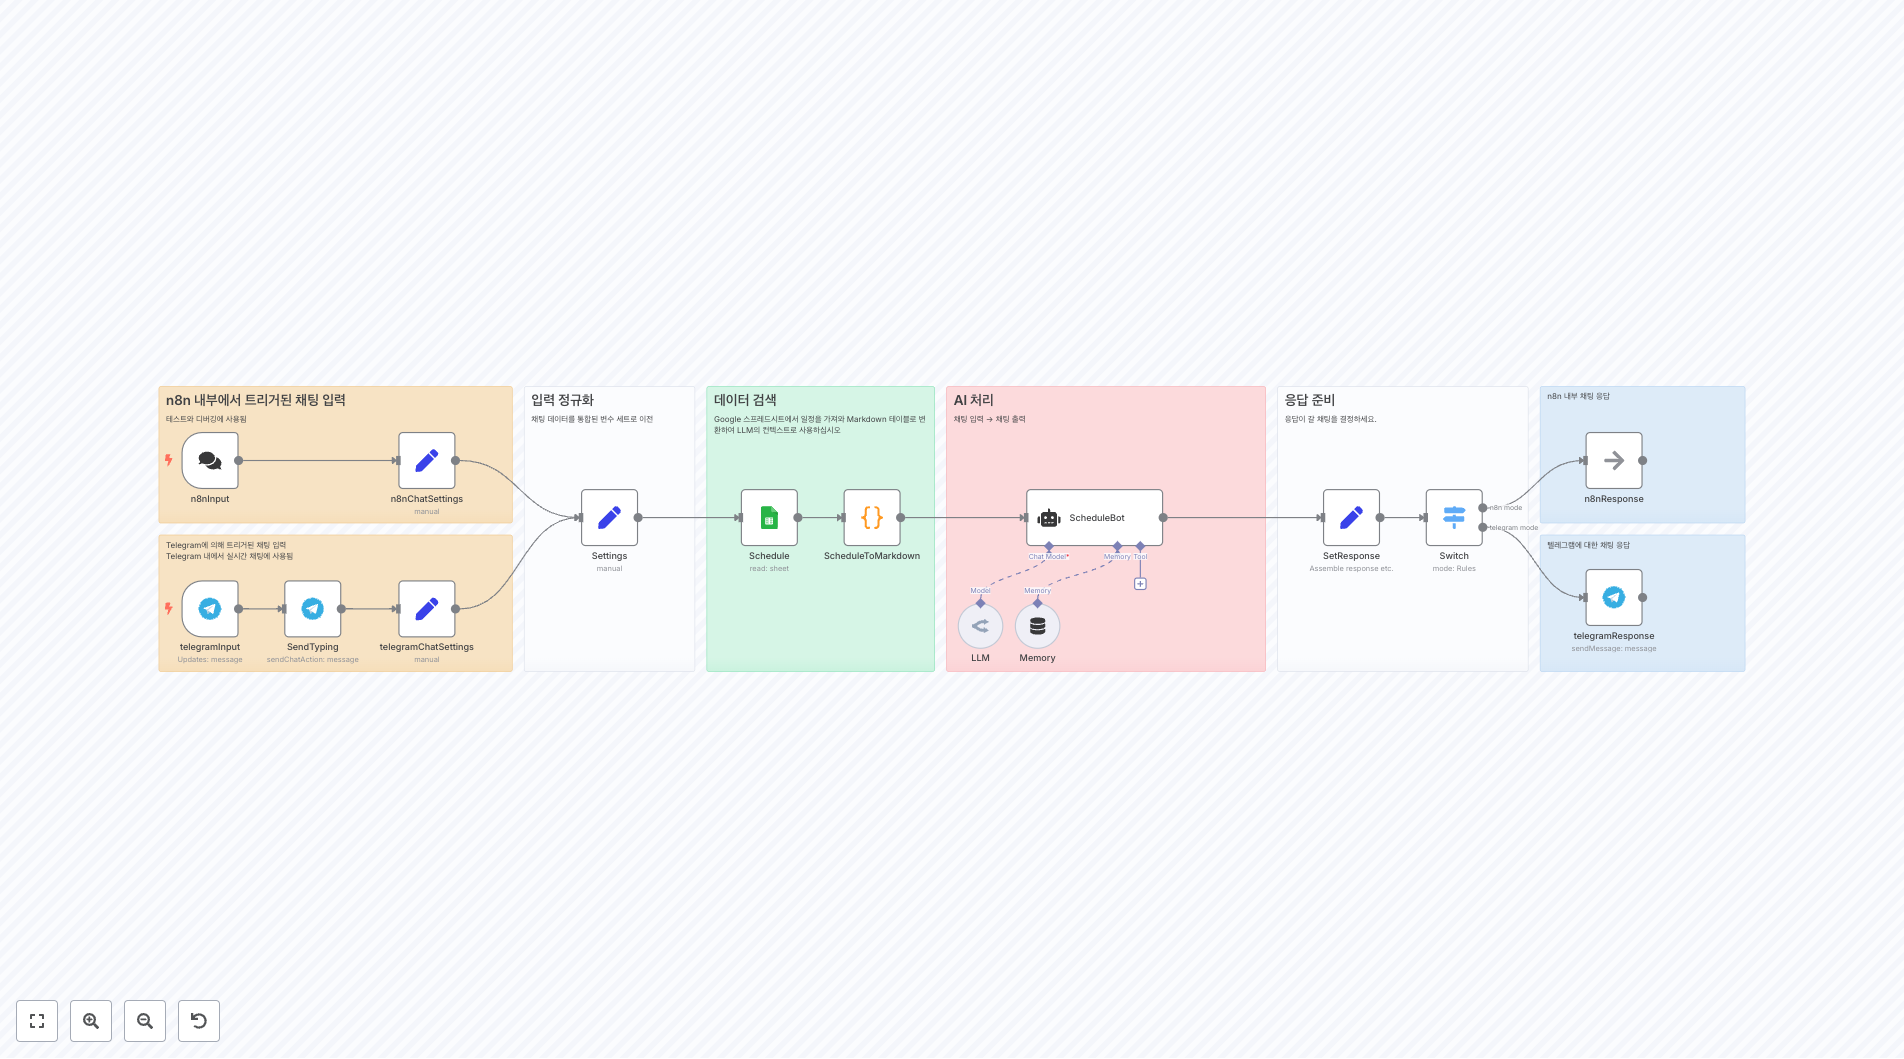 n8n 내부에서 트리거된 채팅 입력
테스트와 디버깅에 사용됨
n8nInput
n8nChatSettings
manual
Telegram에 의해 트리거된 채팅 입력
Telegram 내에서 실시간 채팅에 사용됨
telegramInput
Updates: message
SendTyping
sendChatAction: message
telegramChatSettings
manual
입력 정규화
채팅 데이터를 통합된 변수 세트로 이전
Settings
manual
데이터 검색
Google 스프레드시트에서 일정을 가져와 Markdown 테이블로 변
환하여 LLM의 컨텍스트로 사용하십시오
Schedule
read: sheet
ScheduleToMarkdown
AI 처리
채팅 입력 → 채팅 출력
ScheduleBot
Chat Model*
Memory
Tool
Model
Memory
LLM
Memory
응답 준비
응답이 갈 채팅을 결정하세요.
SetResponse
Assemble response etc.
Switch
mode: Rules
n8n mode
telegram mode
n8n 내부 채팅 응답
n8nResponse
텔레그램에 대한 채팅 응답
telegramResponse
sendMessage: message